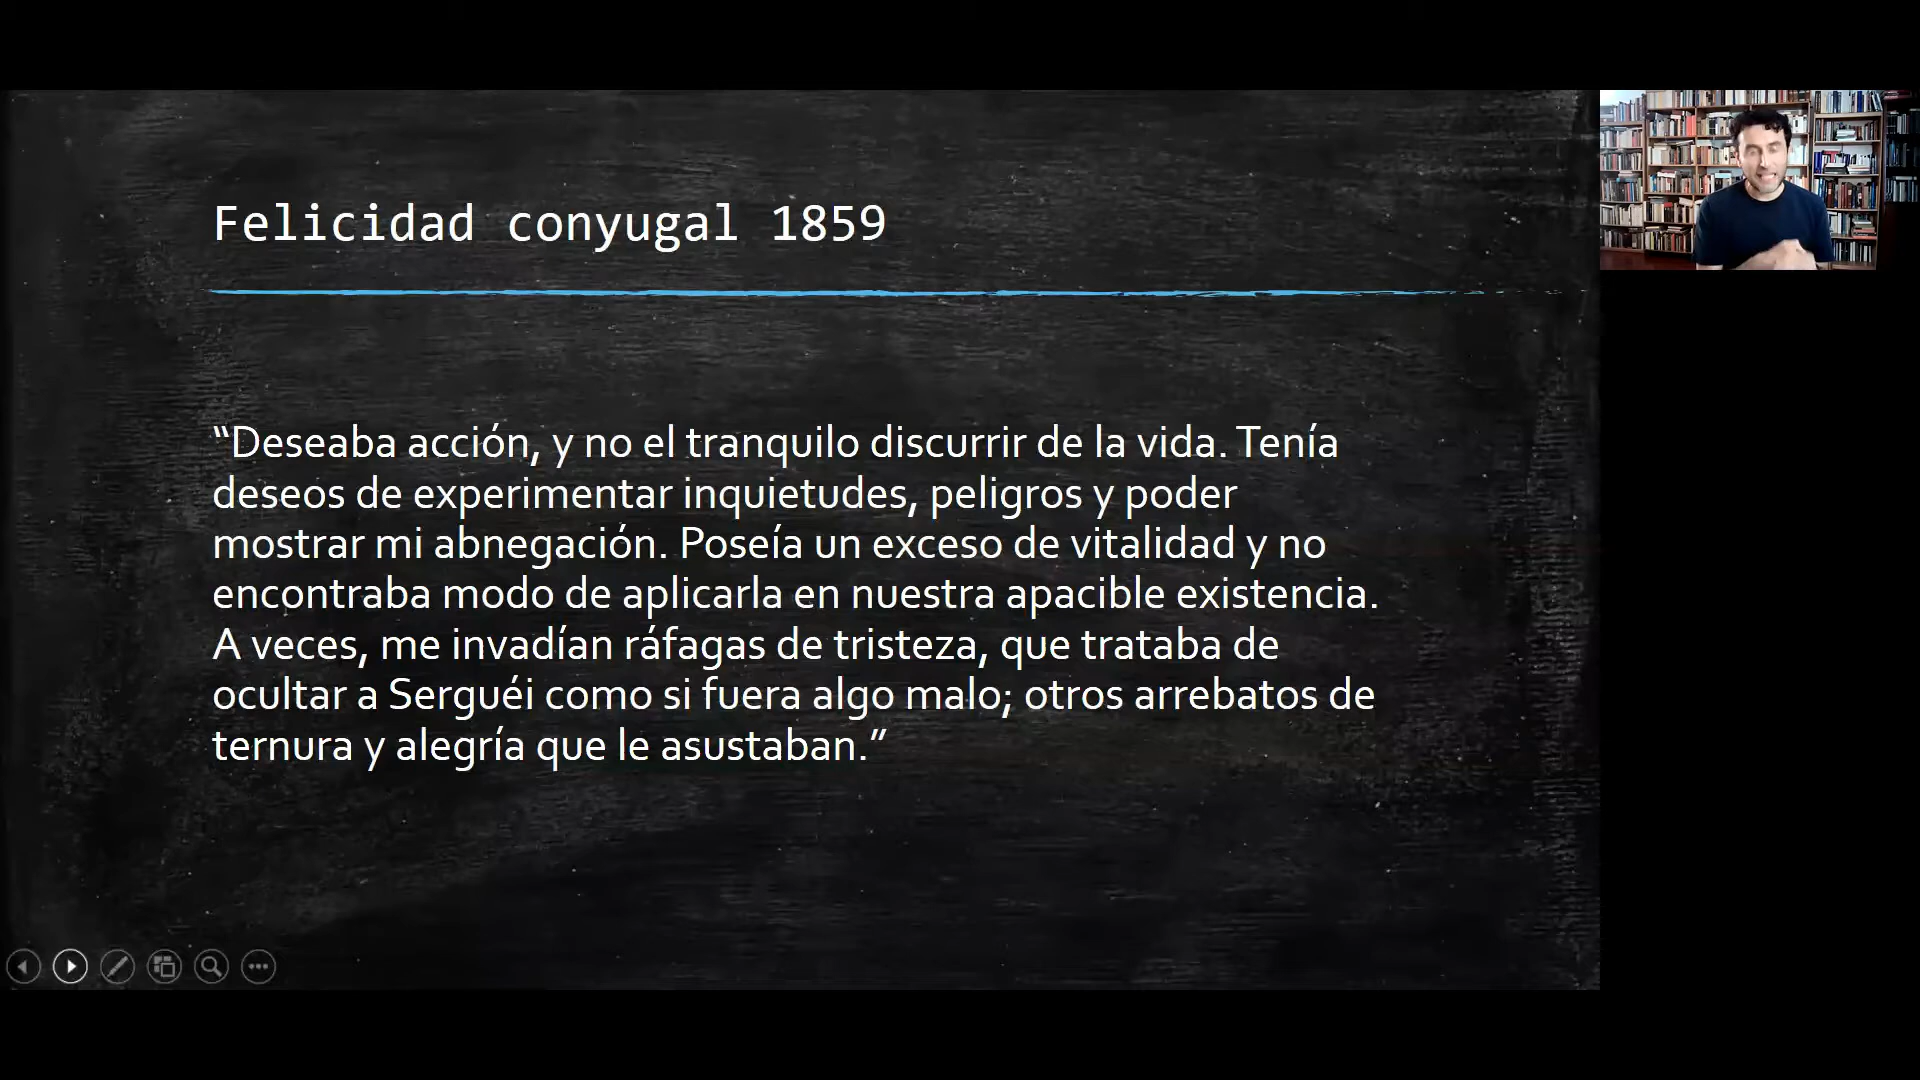 Felicidad conyugal 1859
“Deseaba acción, y no el tranquilo discurrir de la vida. Tenía
deseos de experimentar inquietudes, peligros y poder
mostrar mi abnegación. Poseía un exceso de vitalidad y no
encontraba modo de aplicarla en nuestra apacible existencia.
A veces, me invadían ráfagas de tristeza, que trataba de
ocultar a Serguéi como si fuera algo malo; otros arrebatos de
ternura y alegría que le asustaban.”